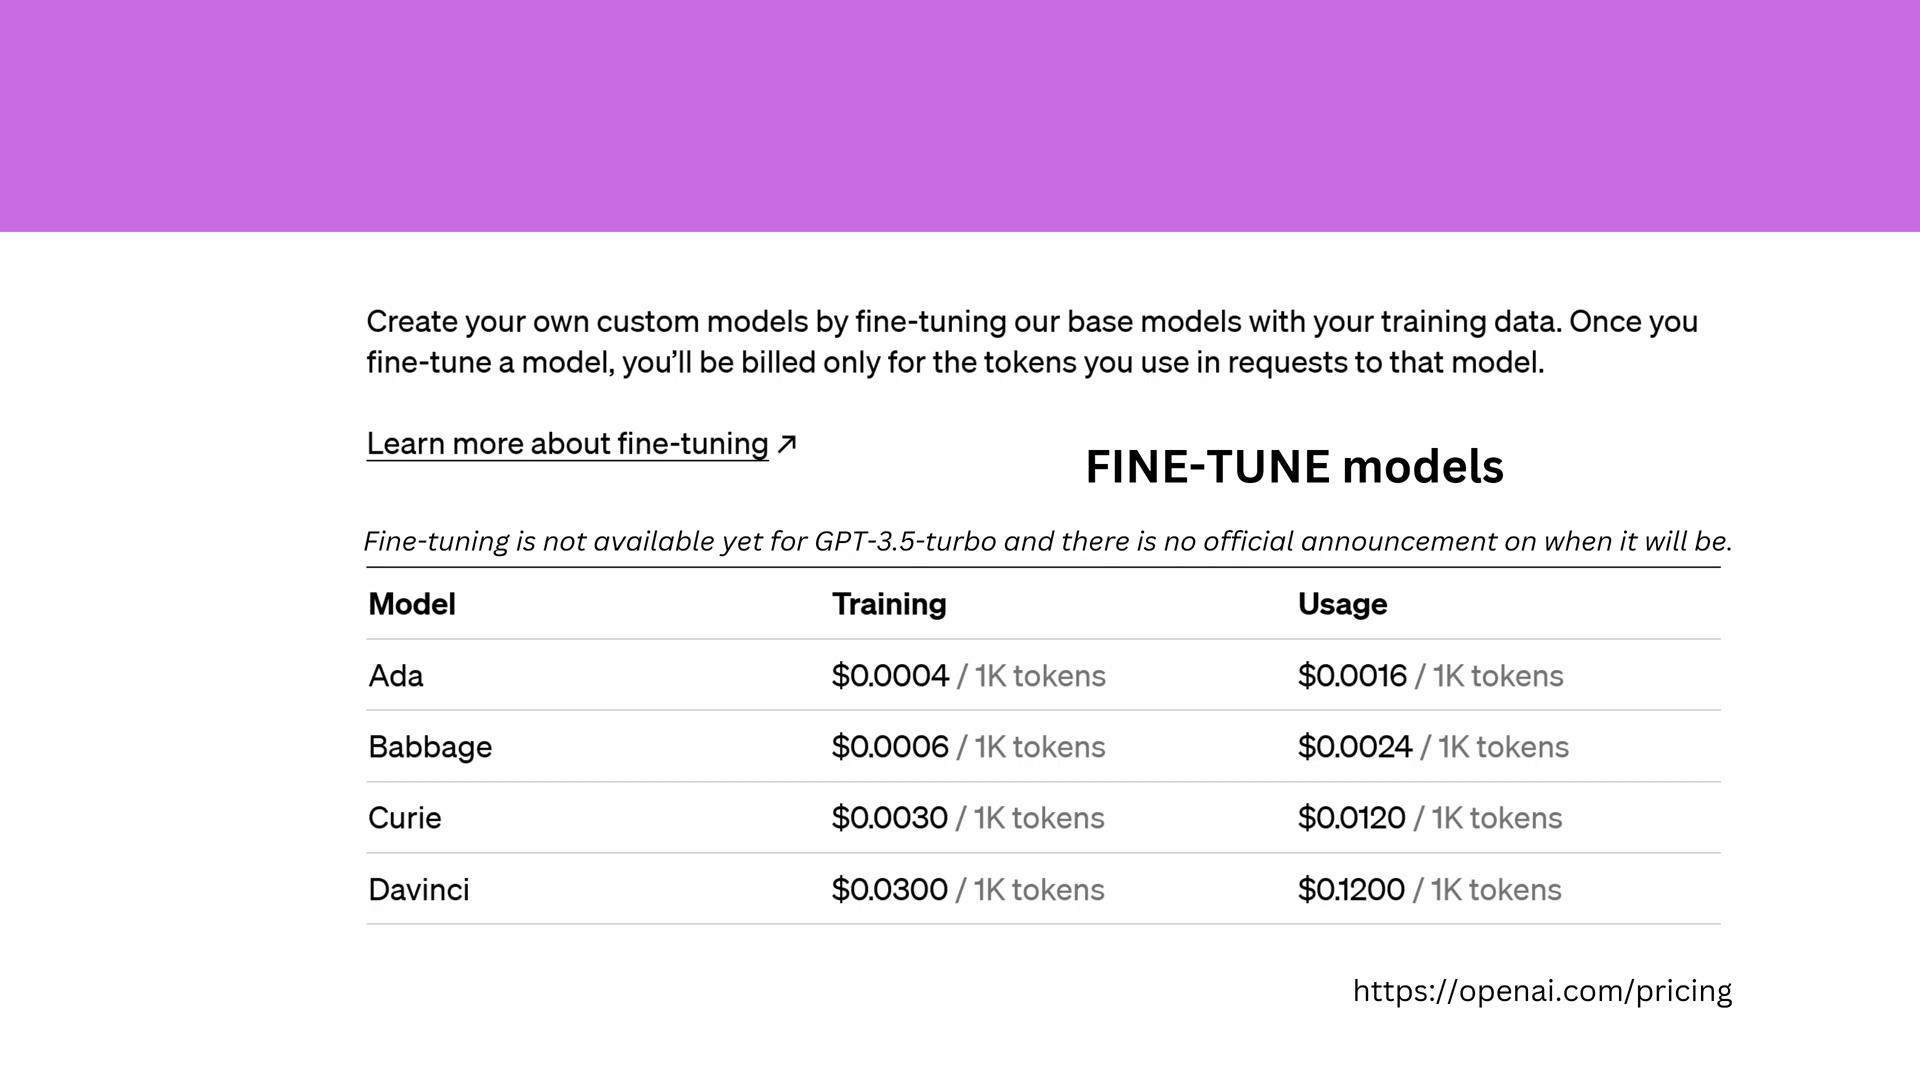 Create your own custom models by fine-tuning our base models with your training data. Once you
fine-tune a model, you’ll be billed only for the tokens you use in requests to that model.
Learn more about fine-tuning ↗
FINE-TUNE models
Fine-tuning is not available yet for GPT-3.5-turbo and there is no official announcement on when it will be.
Model Training Usage
Ada $0.0004 / 1K tokens $0.0016 / 1K tokens
Babbage $0.0006 / 1K tokens $0.0024 / 1K tokens
Curie $0.0030 / 1K tokens $0.0120 / 1K tokens
Davinci $0.0300 / 1K tokens $0.1200 / 1K tokens
https://openai.com/pricing